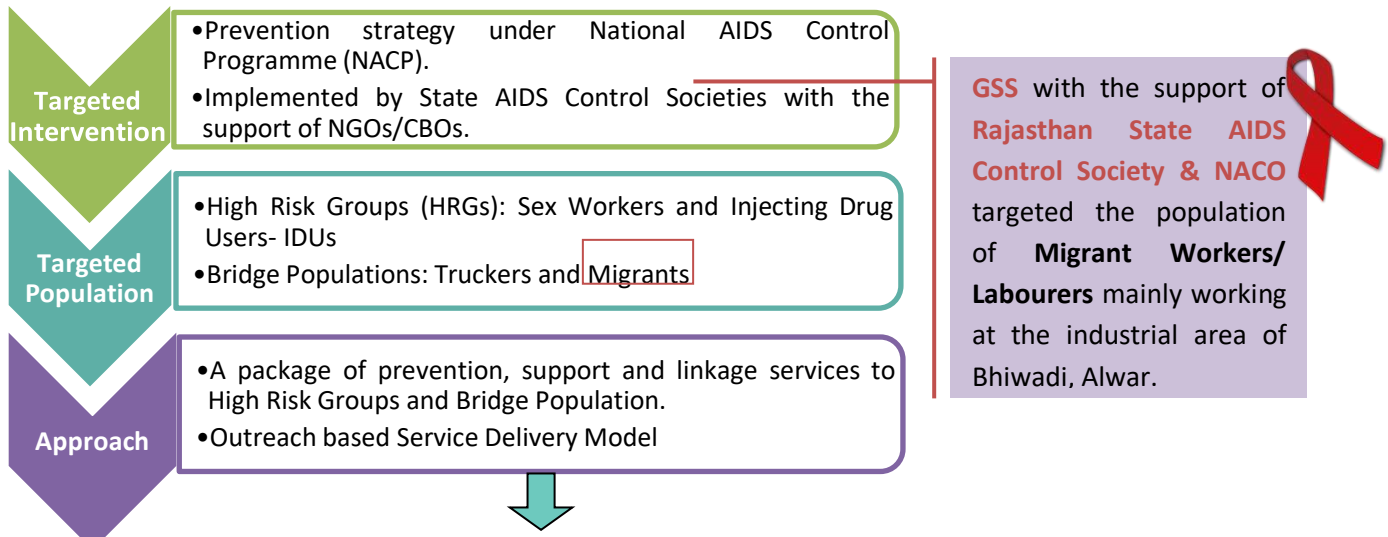 Targeted
Intervention
•Prevention strategy under National AIDS Control
Programme (NACP).
•Implemented by State AIDS Control Societies with the
support of NGOs/CBOs.
Targeted
Population
•High Risk Groups (HRGs): Sex Workers and Injecting Drug
Users- IDUs
•Bridge Populations: Truckers and Migrants
Approach
•A package of prevention, support and linkage services to
High Risk Groups and Bridge Population.
•Outreach based Service Delivery Model
GSS with the support of
Rajasthan State AIDS
Control Society & NACO
targeted the population
of Migrant Workers/
Labourers mainly working
at the industrial area of
Bhiwadi, Alwar.